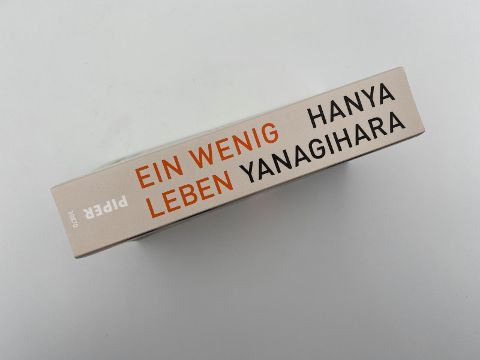 EIN WENIG
LEBEN
HANYA
YANAGIHARA
PIPER